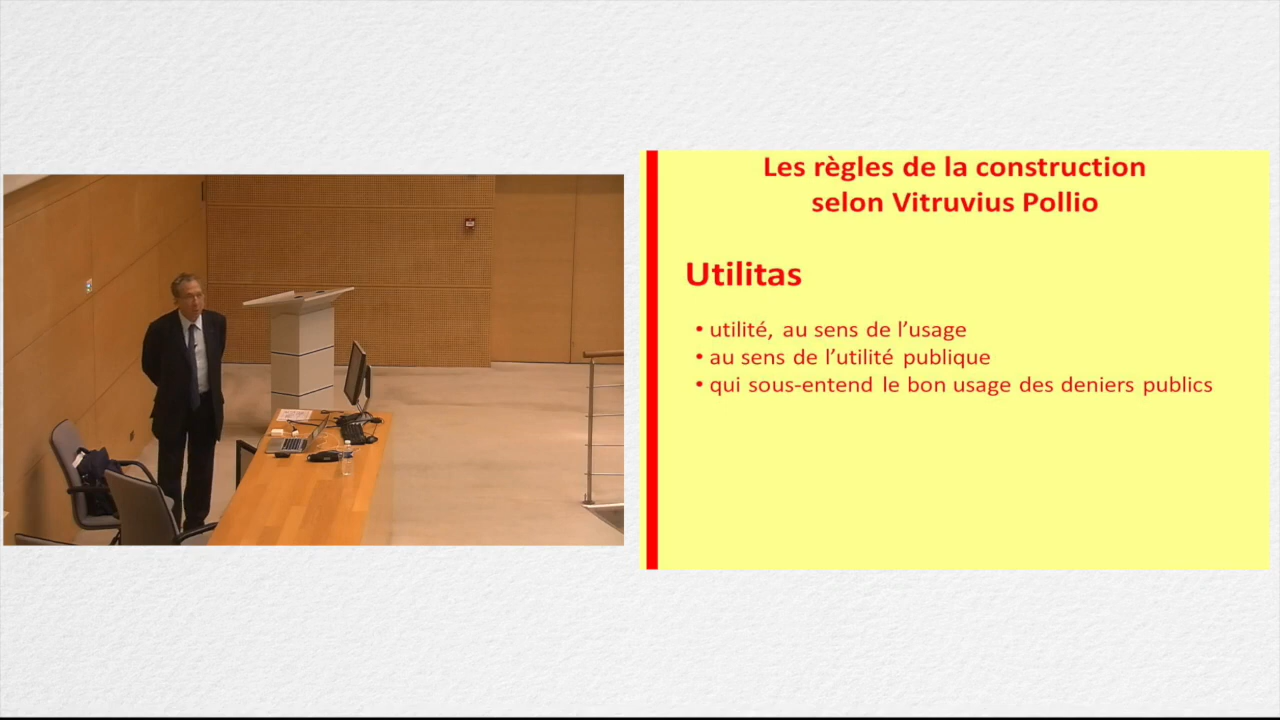 Les règles de la construction
selon Vitruvius Pollio
Utilitas
• utilité, au sens de l’usage
• au sens de l’utilité publique
• qui sous-entend le bon usage des deniers publics